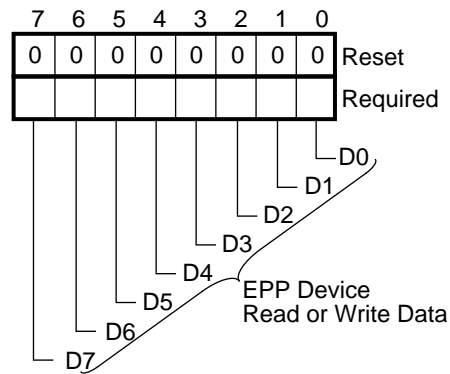 7 6 5 4 3 2 1 0
0 0 0 0 0 0 0 0 Reset
Required
D0
D1
D2
D3
D4
D5
D6
D7
EPP Device
Read or Write Data